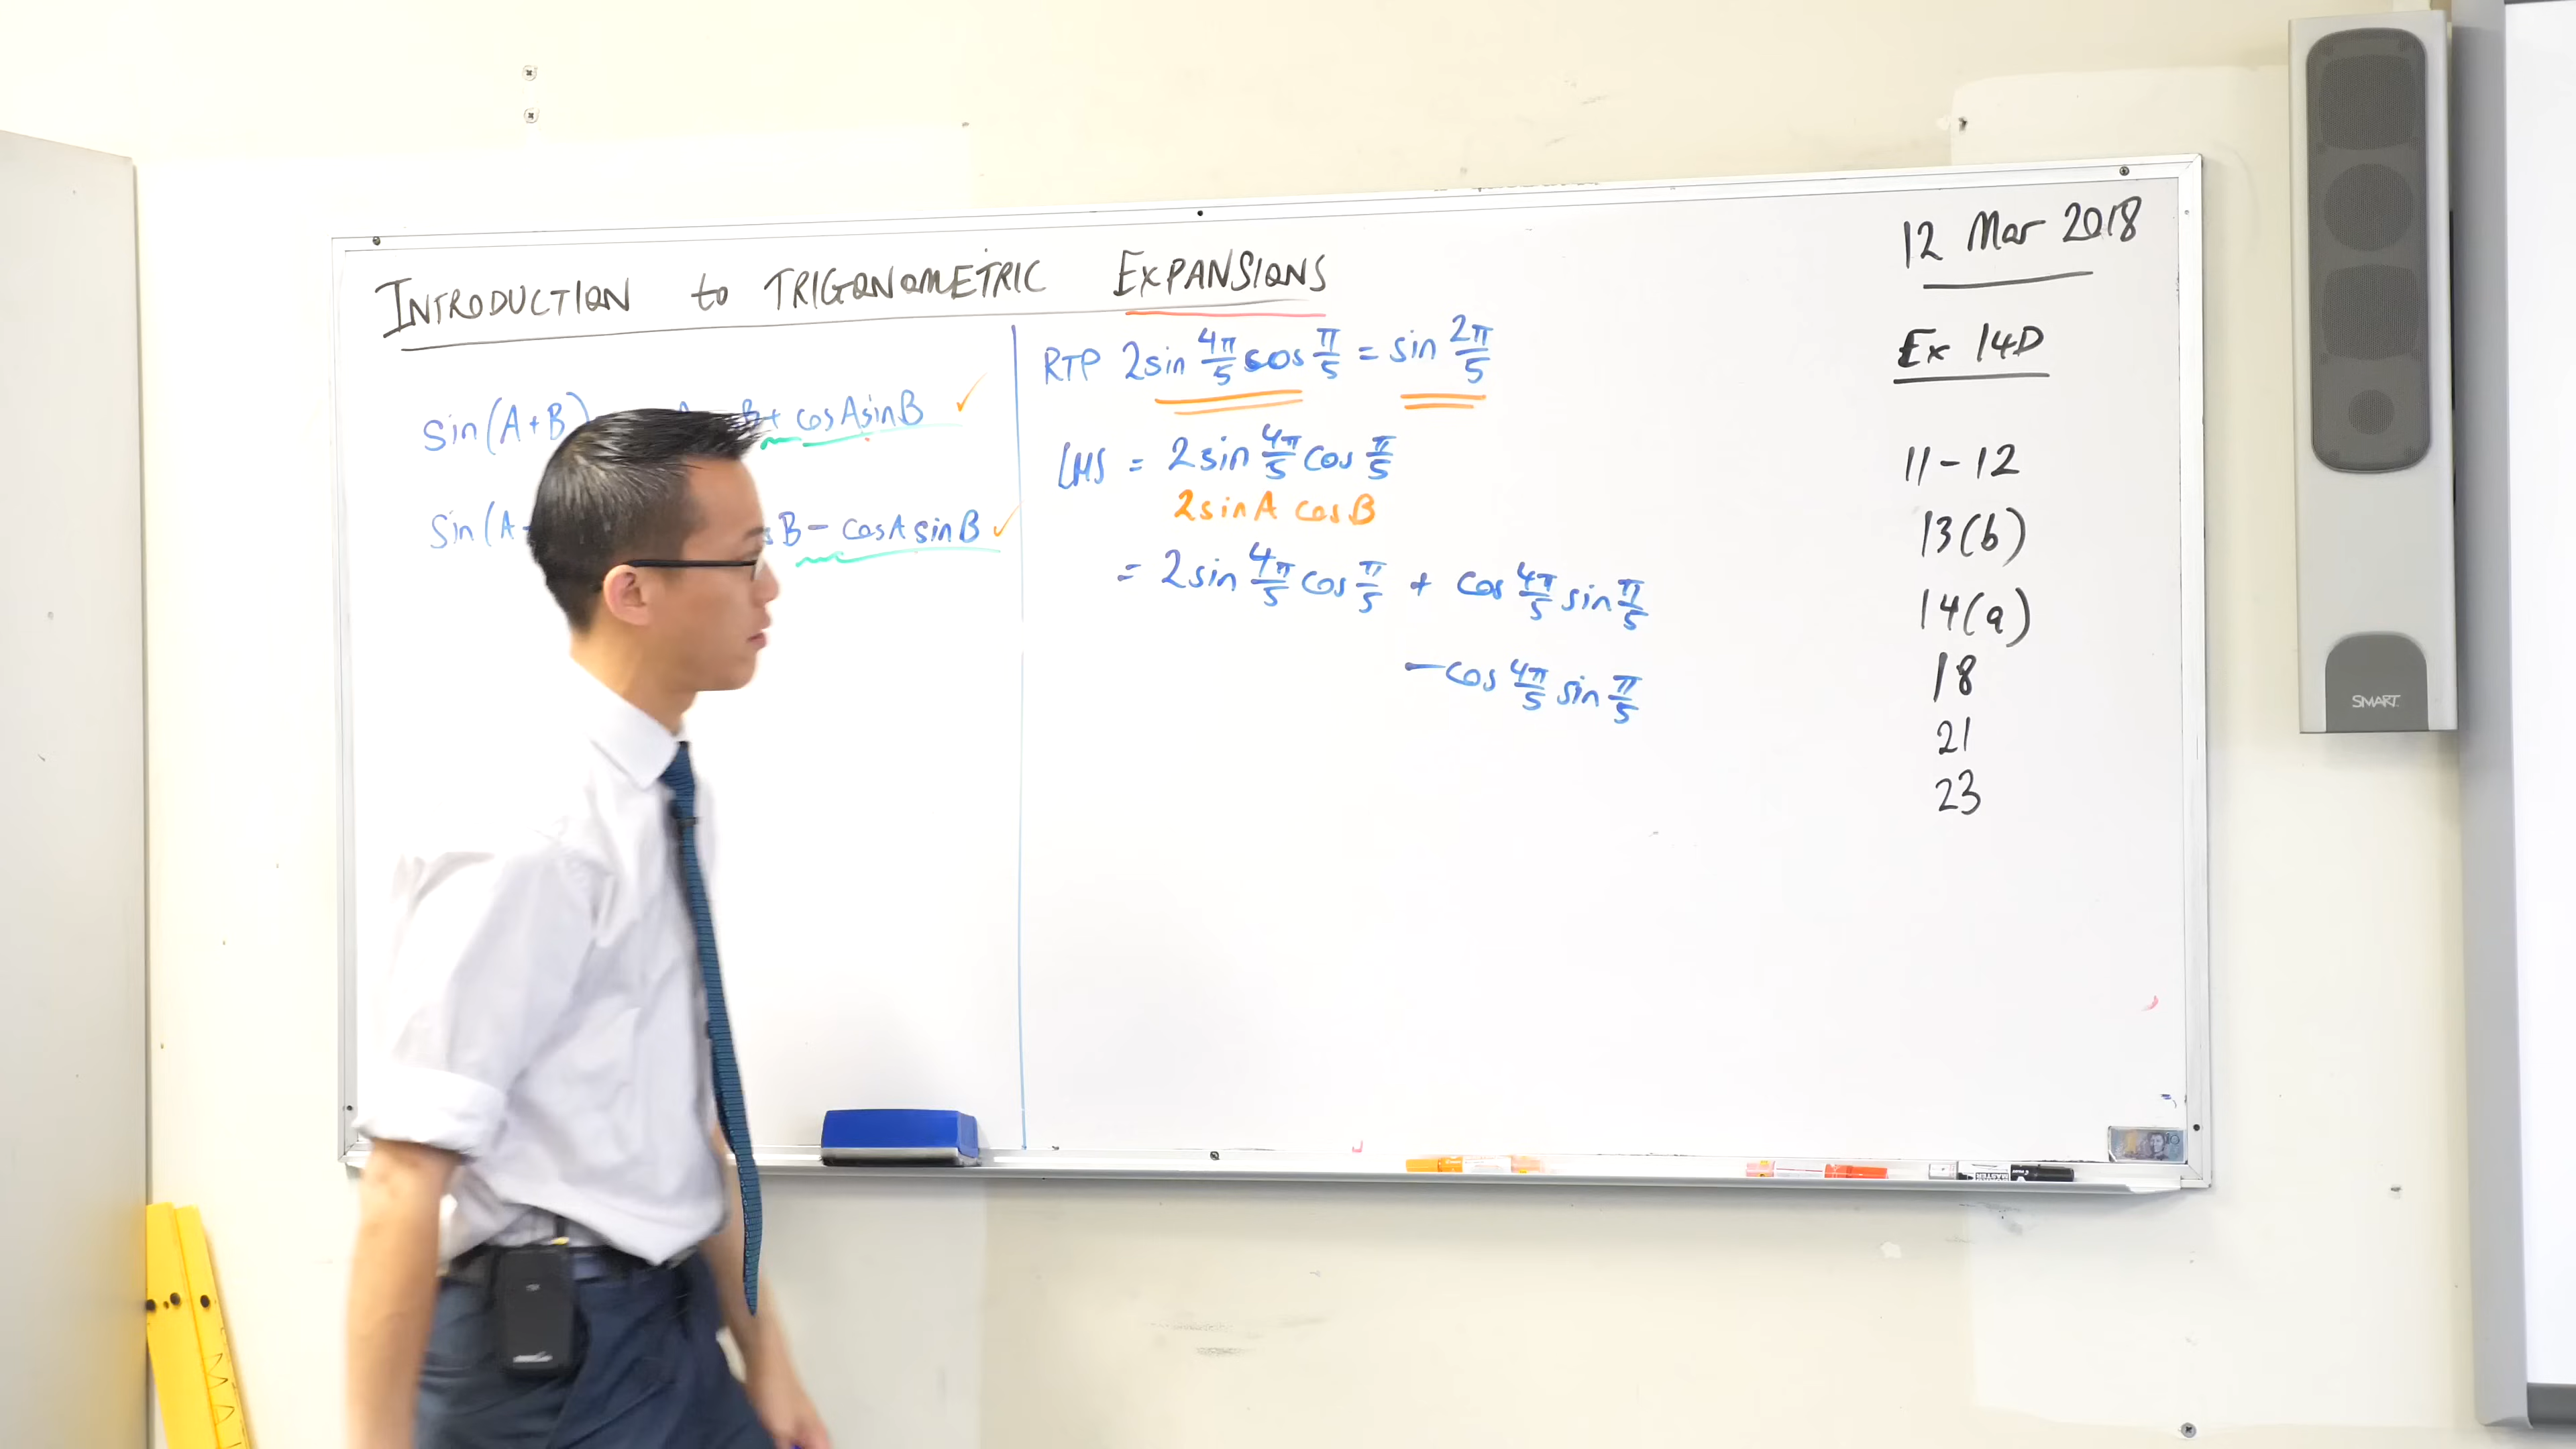 INTRODUCTION to TRIGONOMETRIC EXPANSIONS
sin(A+B) + cosAsinB ✓
sin(A- B - cosAsinB ✓
RTP 2sin 4π/5 cos π/5 = sin 2π/5
LHS = 2sin 4π/5 cos π/5
2sinA cosB
= 2sin 4π/5 cos π/5 + cos 4π/5 sin π/5
- cos 4π/5 sin π/5
12 Mar 2018
Ex 14D
11-12
13(b)
14(a)
18
21
23
SMART